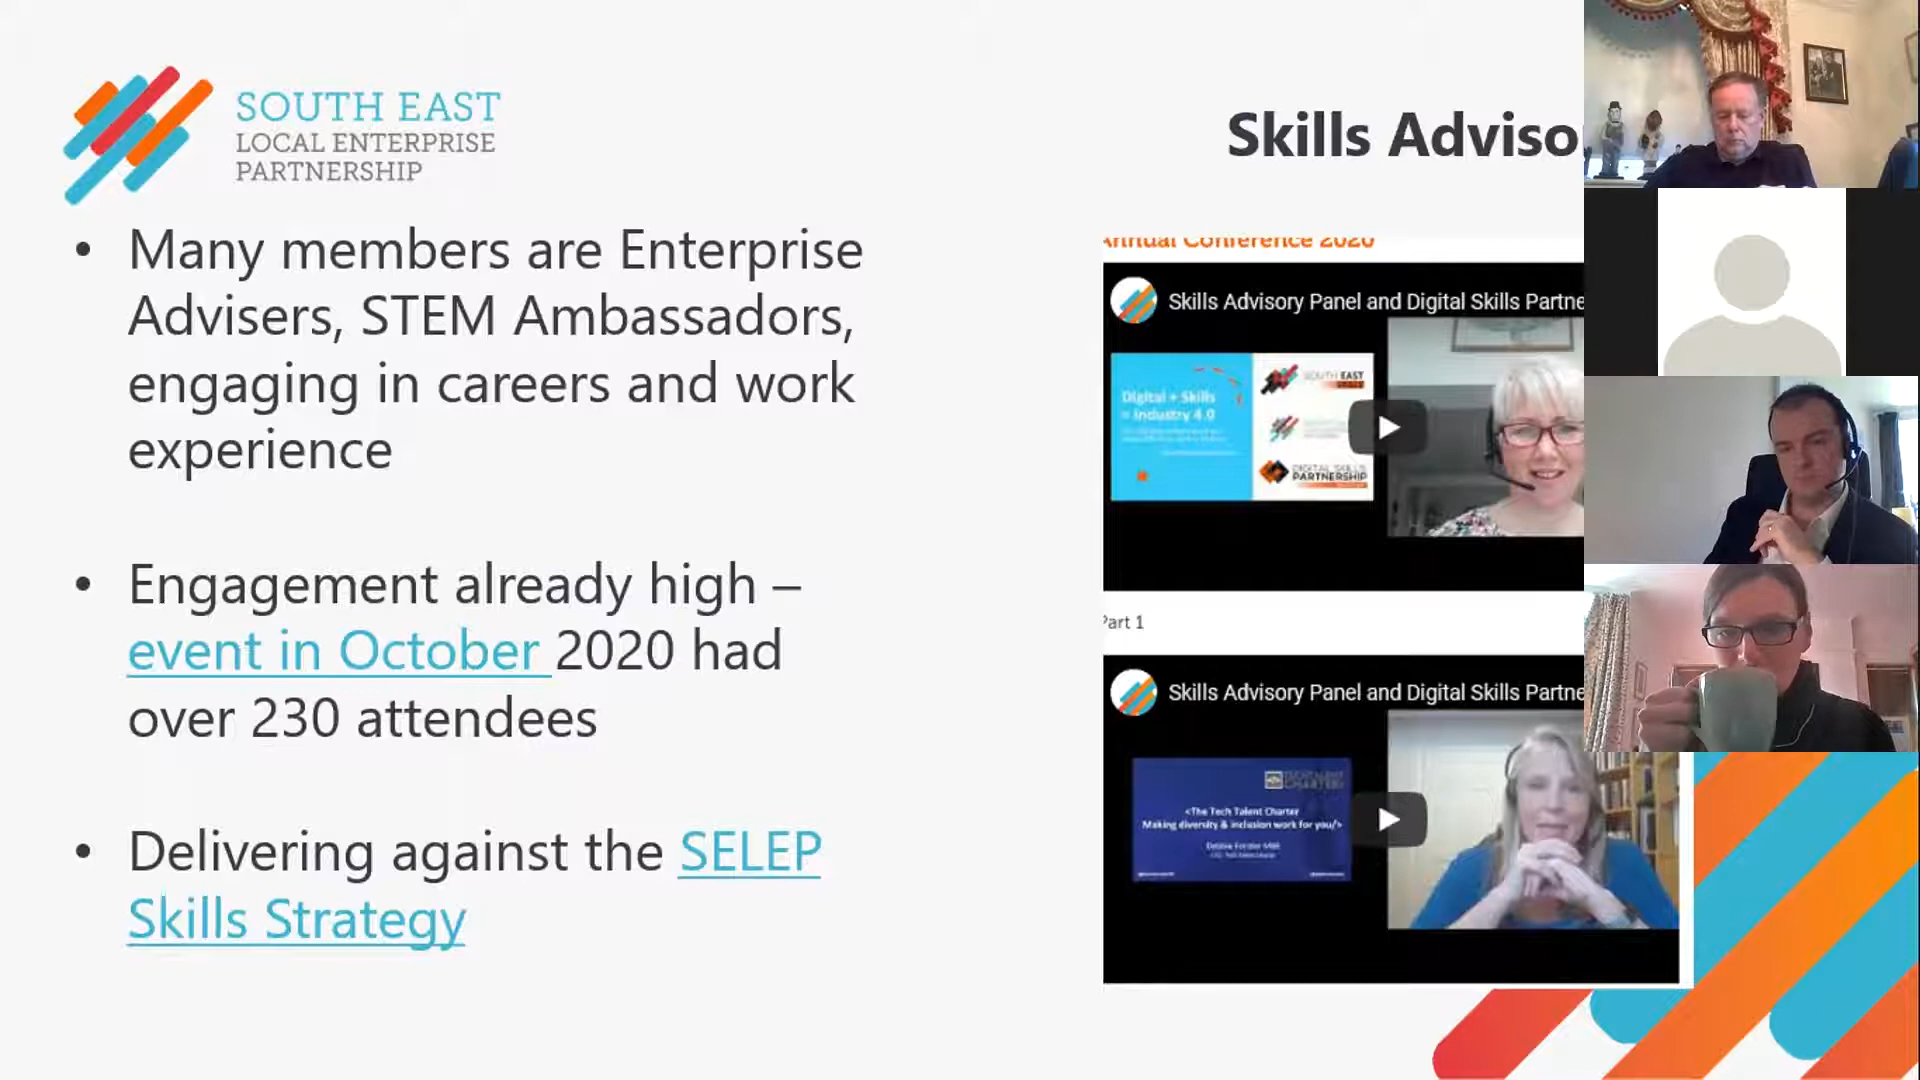 SOUTH EAST
LOCAL ENTERPRISE
PARTNERSHIP
Skills Adviso
• Many members are Enterprise
Advisers, STEM Ambassadors,
engaging in careers and work
experience
• Engagement already high –
event in October 2020 had
over 230 attendees
• Delivering against the SELEP
Skills Strategy
Annual Conference 2020
Skills Advisory Panel and Digital Skills Partne
Digital + Skills
= Industry 4.0
SOUTH EAST
DIGITAL SKILLS
PARTNERSHIP
Part 1
Skills Advisory Panel and Digital Skills Partne
<The Tech Talent Charter
Making diversity & inclusion work for you/>
Debbie Forster MBE